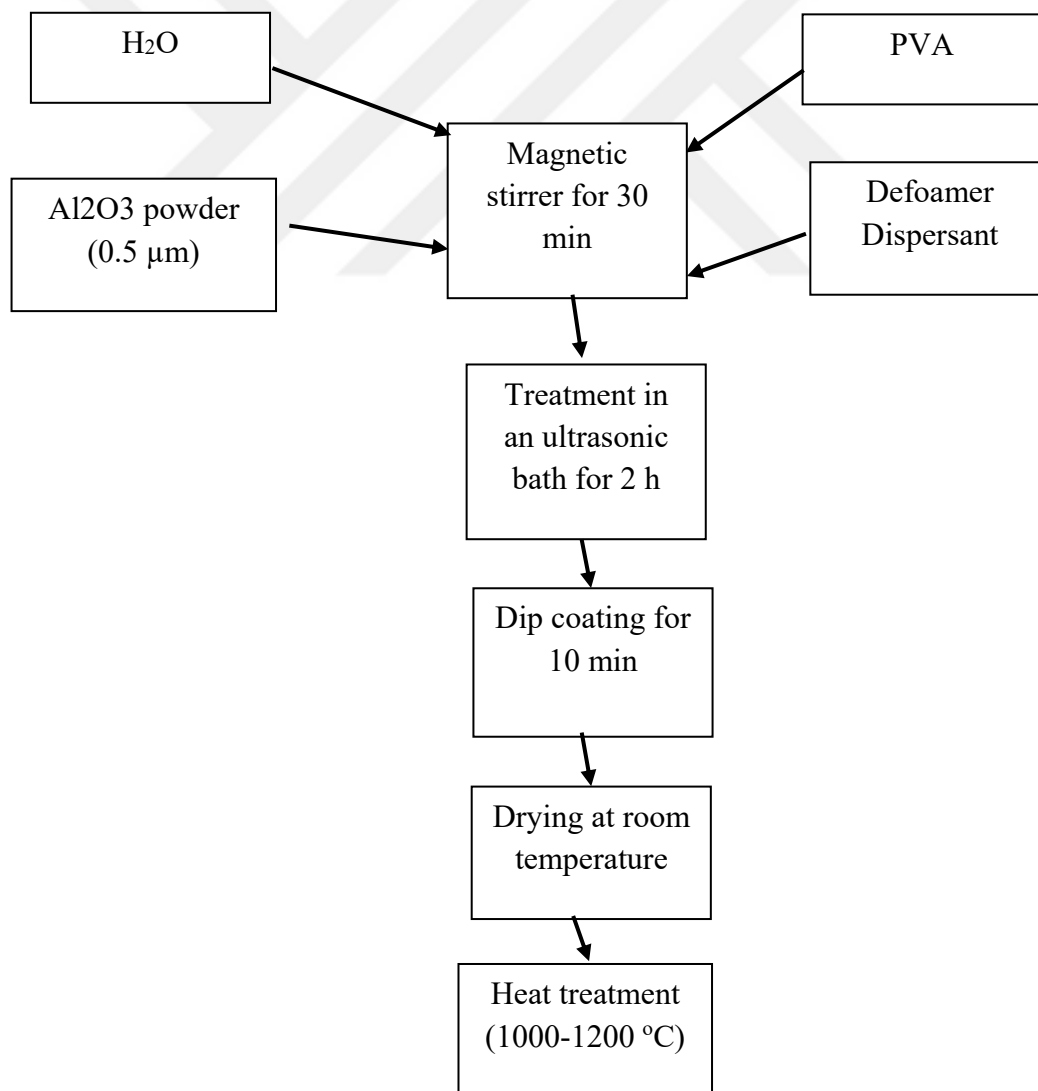 H₂O
PVA
Magnetic
stirrer for 30
min
Al2O3 powder
(0.5 µm)
Defoamer
Dispersant
Treatment in
an ultrasonic
bath for 2 h
Dip coating for
10 min
Drying at room
temperature
Heat treatment
(1000-1200 ºC)